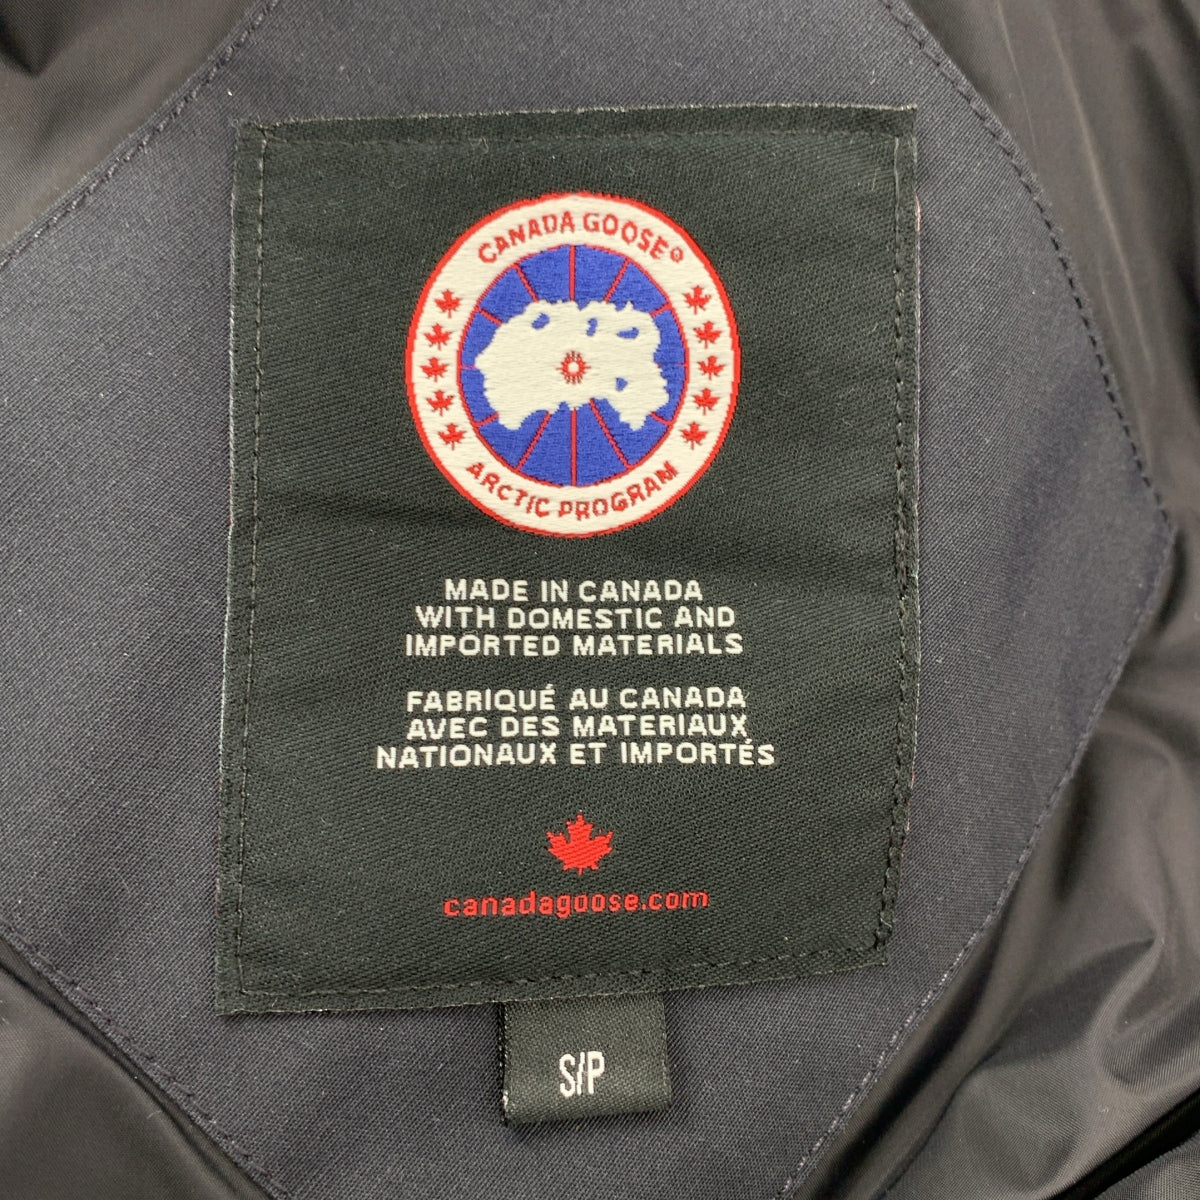 CANADA GOOSE®
ARCTIC PROGRAM
MADE IN CANADA
WITH DOMESTIC AND
IMPORTED MATERIALS
FABRIQUÉ AU CANADA
AVEC DES MATERIAUX
NATIONAUX ET IMPORTÉS
canadagoose.com
S/P